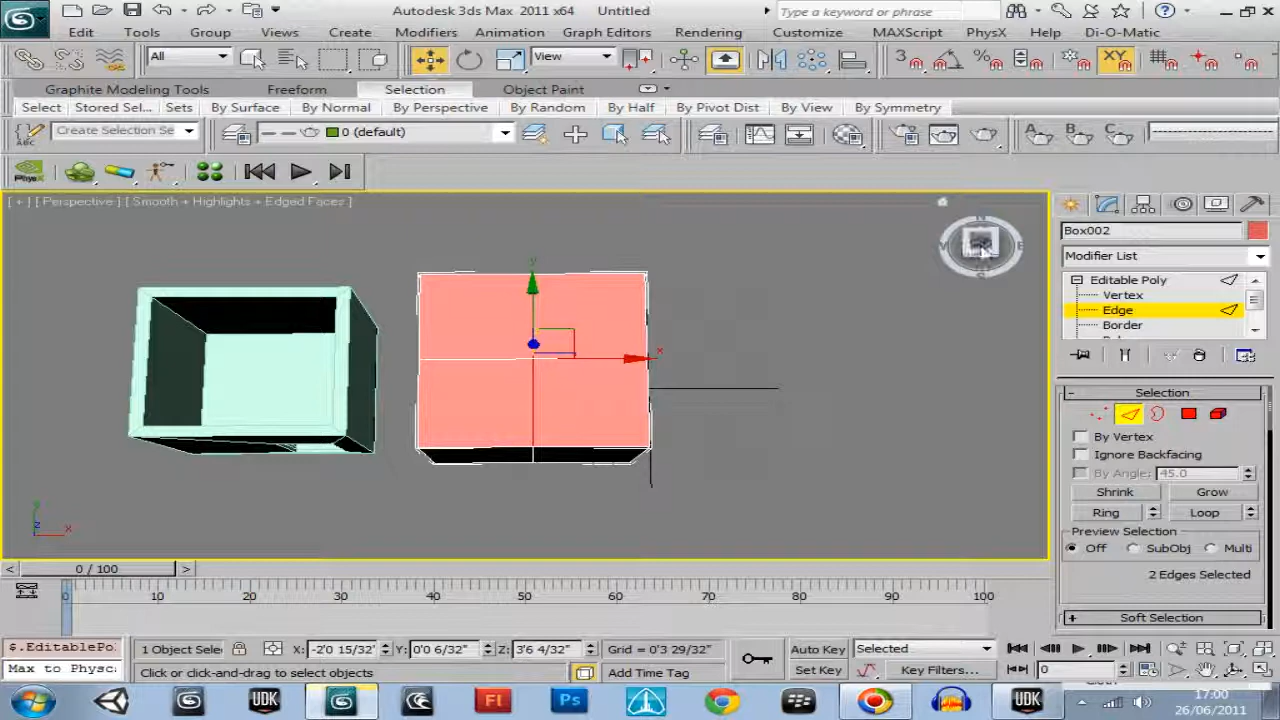 Autodesk 3ds Max 2011 x64 Untitled
Type a keyword or phrase
Edit Tools Group Views Create Modifiers Animation Graph Editors Rendering Customize MAXScript PhysX Help Di-O-Matic
All View 3
Graphite Modeling Tools Freeform Selection Object Paint
Select Stored Sel... Sets By Surface By Normal By Perspective By Random By Half By Pivot Dist By View By Symmetry
Create Selection Se 0 (default) A B C
PhysX
[ + ] [ Perspective ] [ Smooth + Highlights + Edged Faces ]
N
E
S
Box002
Modifier List
Editable Poly
Vertex
Edge
Border
y
x
y
z x
- Selection
By Vertex
Ignore Backfacing
By Angle: 45.0
Shrink Grow
Ring Loop
Preview Selection
Off SubObj Multi
2 Edges Selected
+ Soft Selection
< 0 / 100 >
0 10 20 30 40 50 60 70 80 90 100
$.EditablePo 1 Object Sele X: -2'0 15/32" Y: 0'0 6/32" Z: 3'6 4/32" Grid = 0'3 29/32" Auto Key Selected
Max to Physc Click or click-and-drag to select objects Add Time Tag Set Key Key Filters... 0
UDK Fl Ps UDK
17:00
26/06/2011